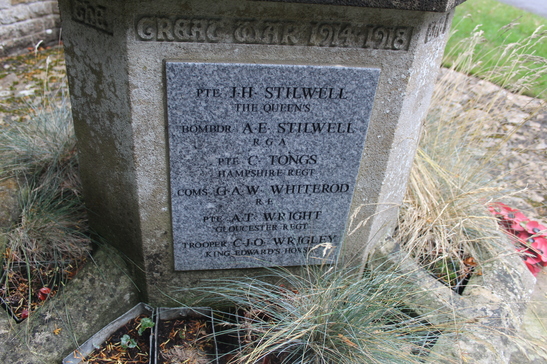 THE
GREAT WAR 1914-1918
PTE J.H. STILWELL
THE QUEEN'S
BOMBDR. A.E. STILWELL
R G A
PTE C. TONGS
HAMPSHIRE REGT
COMS. G.A.W. WHITEROD
R.E
PTE A.T. WRIGHT
GLOUCESTER REGT
TROOPER C.J.O. WRIGLEY
KING EDWARD'S